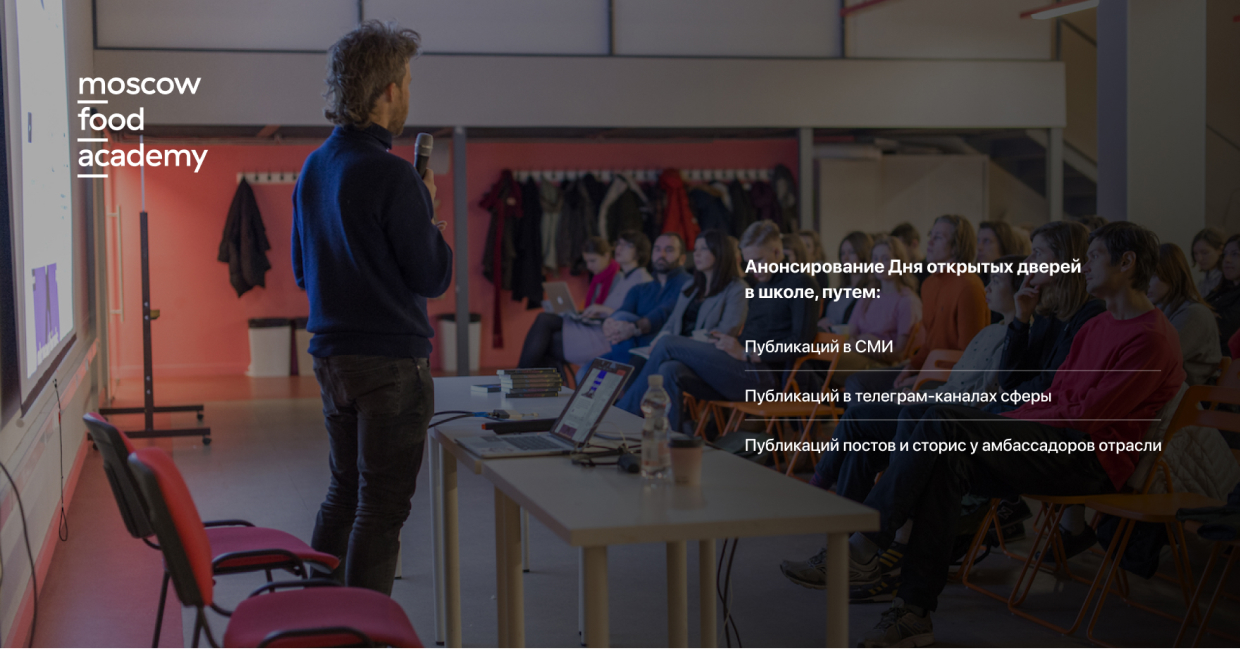 moscow
food
academy
Анонсирование Дня открытых дверей
в школе, путем:
Публикаций в СМИ
Публикаций в телеграм-каналах сферы
Публикаций постов и сторис у амбассадоров отрасли